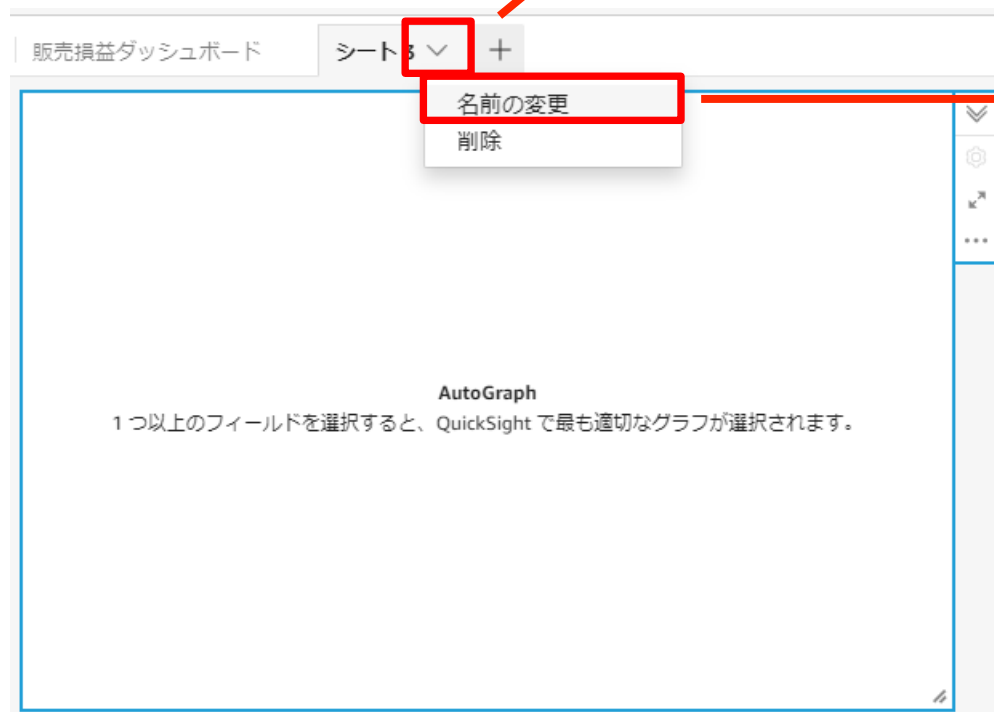 販売損益ダッシュボード
シート 3
名前の変更
削除
AutoGraph
1 つ以上のフィールドを選択すると、QuickSight で最も適切なグラフが選択されます。